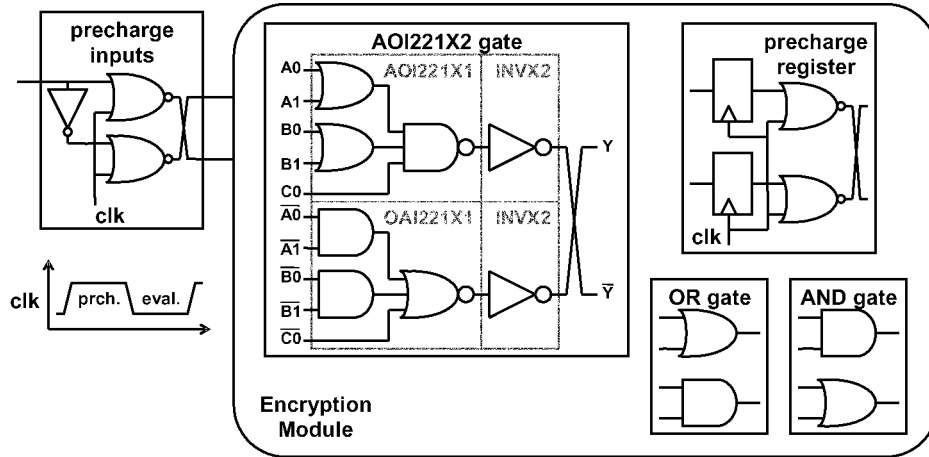 precharge
inputs
clk
clk
prch.
eval.
AOI221X2 gate
AOI221X1
INVX2
A0
A1
B0
B1
C0
Y
OAI221X1
INVX2
A0
A1
B0
B1
C0
Y
Encryption
Module
precharge
register
clk
OR gate
AND gate